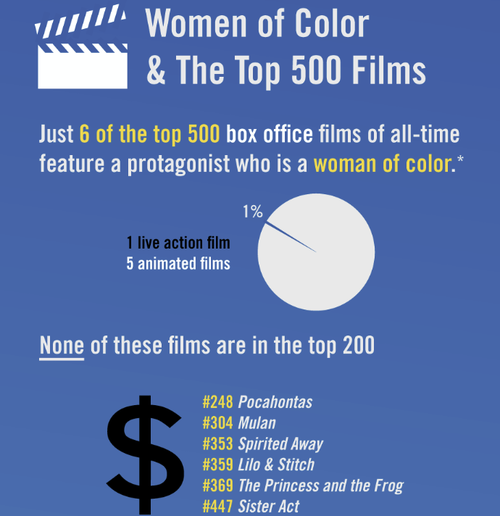 Women of Color
& The Top 500 Films
Just 6 of the top 500 box office films of all-time
feature a protagonist who is a woman of color.*
1%
1 live action film
5 animated films
None of these films are in the top 200
$
#248 Pocahontas
#304 Mulan
#353 Spirited Away
#359 Lilo & Stitch
#369 The Princess and the Frog
#447 Sister Act